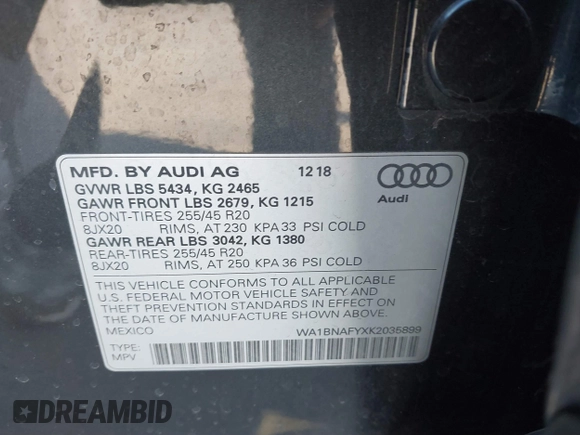 MFD. BY AUDI AG 12 18
GVWR LBS 5434, KG 2465
GAWR FRONT LBS 2679, KG 1215
FRONT-TIRES 255/45 R20
8JX20 RIMS, AT 230 KPA 33 PSI COLD
GAWR REAR LBS 3042, KG 1380
REAR-TIRES 255/45 R20
8JX20 RIMS, AT 250 KPA 36 PSI COLD
Audi
THIS VEHICLE CONFORMS TO ALL APPLICABLE
U.S. FEDERAL MOTOR VEHICLE SAFETY AND
THEFT PREVENTION STANDARDS IN EFFECT ON
THE DATE OF MANUFACTURE SHOWN ABOVE.
MEXICO WA1BNAFYXK2035899
TYPE:
MPV
DREAMBID